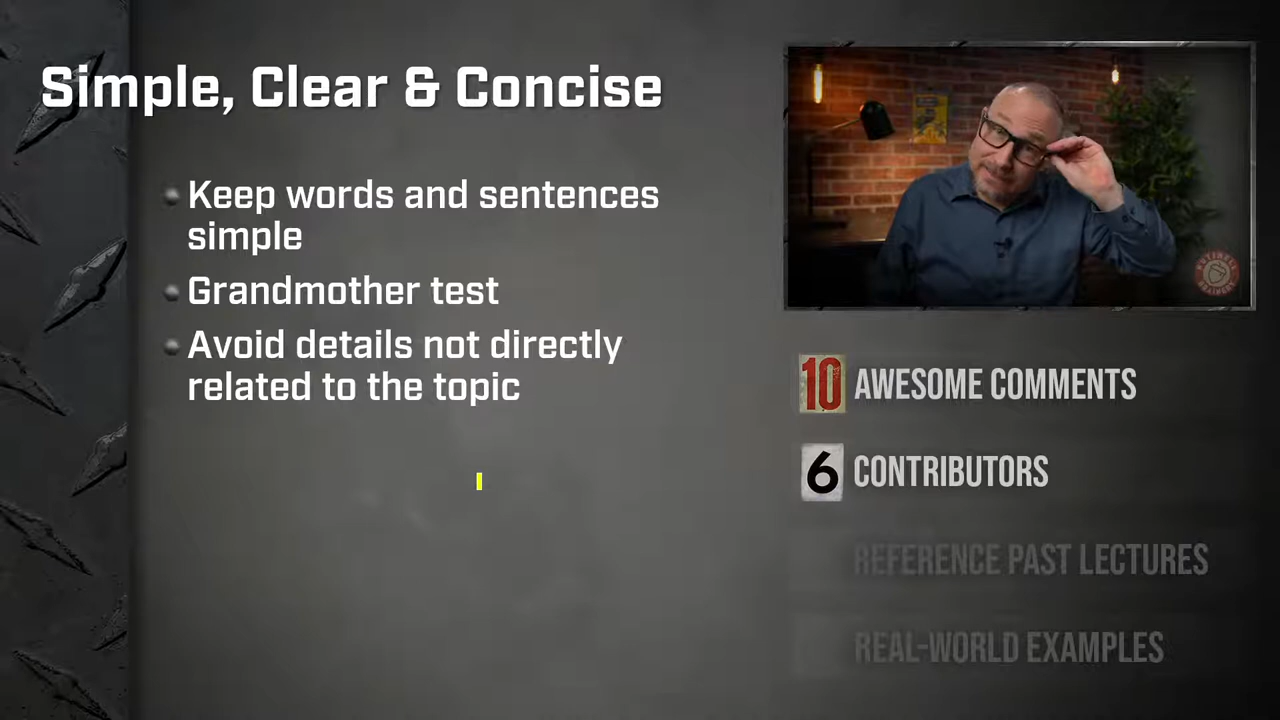 Simple, Clear & Concise
Keep words and sentences
simple
Grandmother test
Avoid details not directly
related to the topic
10 AWESOME COMMENTS
6 CONTRIBUTORS
REFERENCE PAST LECTURES
REAL-WORLD EXAMPLES